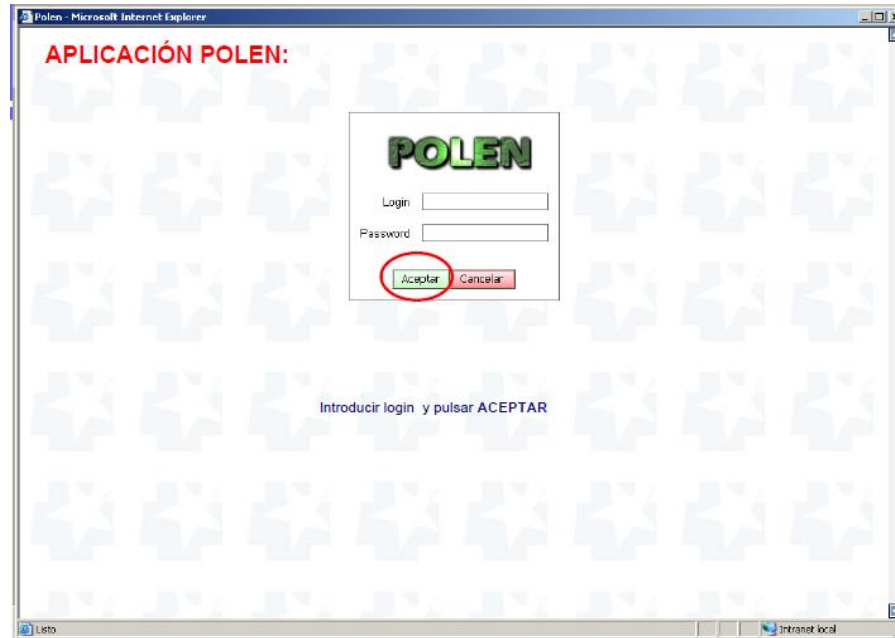 Polen - Microsoft Internet Explorer
APLICACIÓN POLEN:
POLEN
Login
Password
Aceptar Cancelar
Introducir login y pulsar ACEPTAR
Listo Intranet local